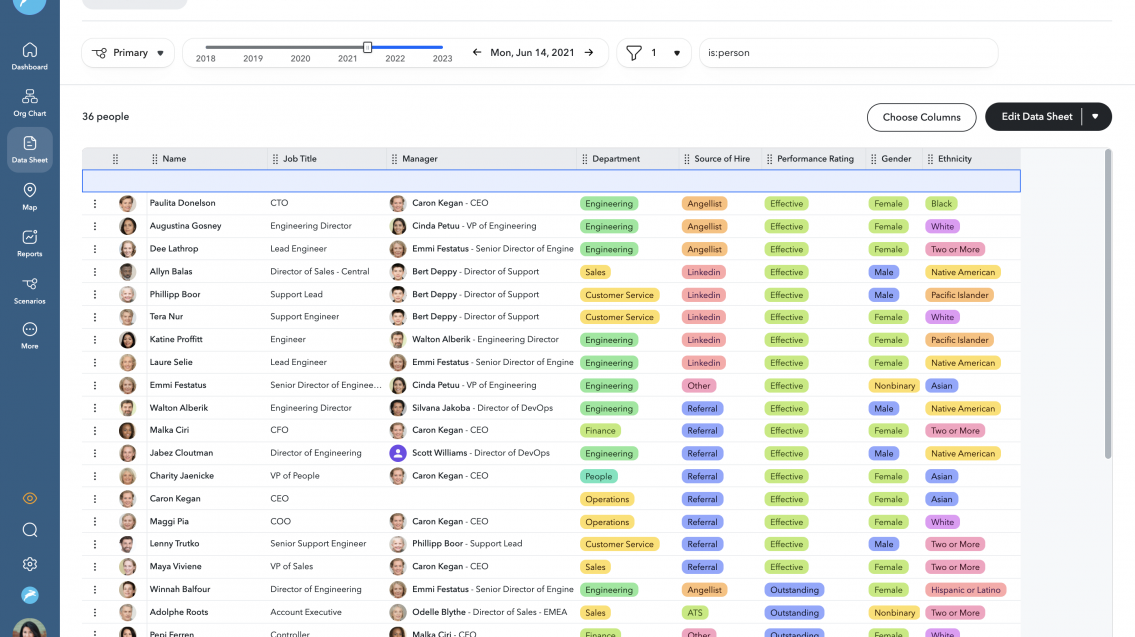 Primary
2018 2019 2020 2021 2022 2023
Mon, Jun 14, 2021
1
is:person
Dashboard
Org Chart
Data Sheet
Map
Reports
Scenarios
More
36 people
Choose Columns
Edit Data Sheet
Name Job Title Manager Department Source of Hire Performance Rating Gender Ethnicity
Paulita Donelson CTO Caron Kegan - CEO Engineering Angellist Effective Female Black
Augustina Gosney Engineering Director Cinda Petuu - VP of Engineering Engineering Angellist Effective Female White
Dee Lathrop Lead Engineer Emmi Festatus - Senior Director of Engine Engineering Angellist Effective Female Two or More
Allyn Balas Director of Sales - Central Bert Deppy - Director of Support Sales Linkedin Effective Male Native American
Phillipp Boor Support Lead Bert Deppy - Director of Support Customer Service Linkedin Effective Male Pacific Islander
Tera Nur Support Engineer Bert Deppy - Director of Support Customer Service Linkedin Effective Female White
Katine Proffitt Engineer Walton Alberik - Engineering Director Engineering Linkedin Effective Female Pacific Islander
Laure Selie Lead Engineer Emmi Festatus - Senior Director of Engine Engineering Linkedin Effective Female Native American
Emmi Festatus Senior Director of Enginee... Cinda Petuu - VP of Engineering Engineering Other Effective Nonbinary Asian
Walton Alberik Engineering Director Silvana Jakoba - Director of DevOps Engineering Referral Effective Male Native American
Malka Ciri CFO Caron Kegan - CEO Finance Referral Effective Female Two or More
Jabez Cloutman Director of Engineering Scott Williams - Director of DevOps Engineering Referral Effective Male Native American
Charity Jaenicke VP of People Caron Kegan - CEO People Referral Effective Female Asian
Caron Kegan CEO Operations Referral Effective Female Asian
Maggi Pia COO Caron Kegan - CEO Operations Referral Effective Female White
Lenny Trutko Senior Support Engineer Phillipp Boor - Support Lead Customer Service Referral Effective Male Two or More
Maya Viviene VP of Sales Caron Kegan - CEO Sales Referral Effective Female Two or More
Winnah Balfour Director of Engineering Emmi Festatus - Senior Director of Engine Engineering Angellist Outstanding Female Hispanic or Latino
Adolphe Roots Account Executive Odelle Blythe - Director of Sales - EMEA Sales ATS Outstanding Nonbinary Two or More
Peni Ferren Controller Malka Ciri - CFO Finance Other Outstanding Female White